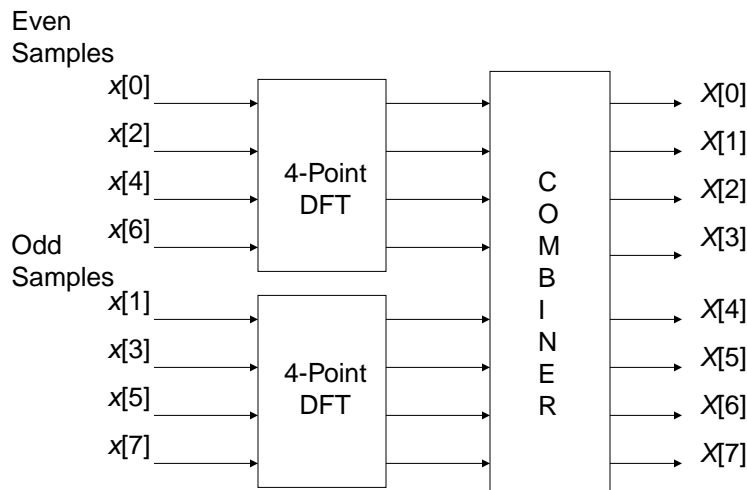 Even
Samples
x[0]
x[2]
x[4]
x[6]
Odd
Samples
x[1]
x[3]
x[5]
x[7]
4-Point
DFT
4-Point
DFT
C
O
M
B
I
N
E
R
X[0]
X[1]
X[2]
X[3]
X[4]
X[5]
X[6]
X[7]